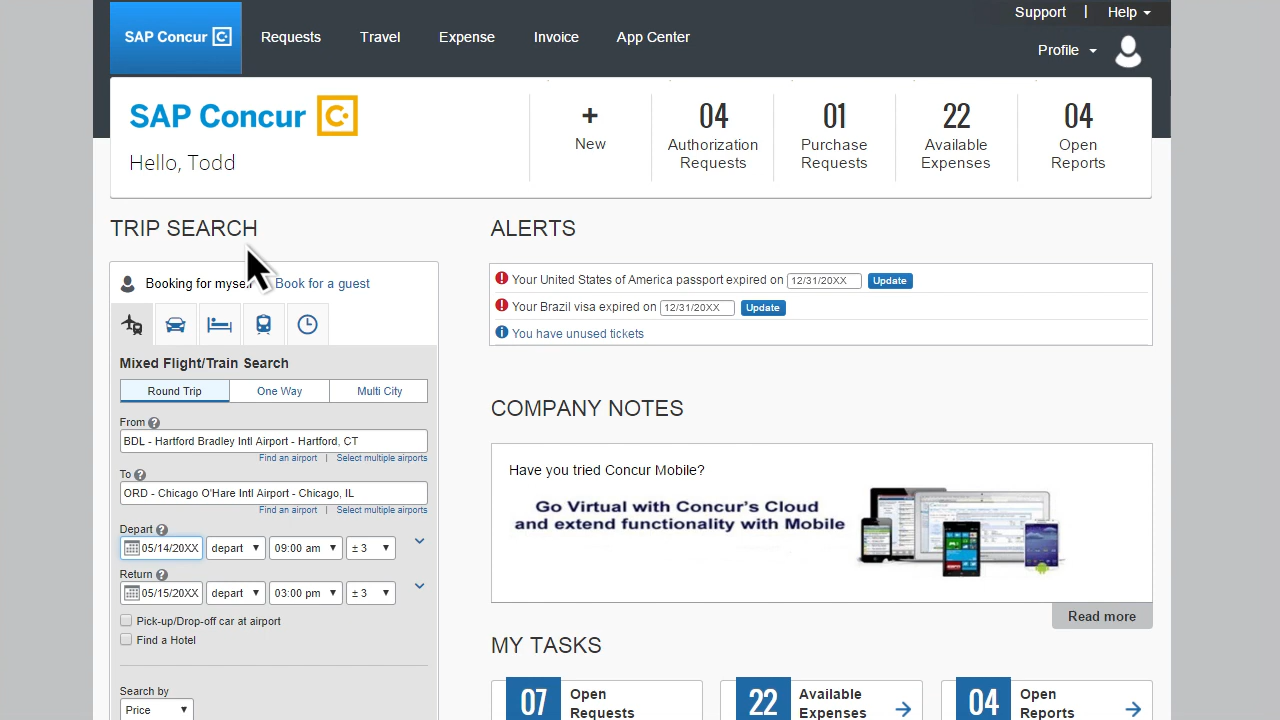 Support | Help
SAP Concur
Requests
Travel
Expense
Invoice
App Center
Profile
SAP Concur
Hello, Todd
+
New
04
Authorization
Requests
01
Purchase
Requests
22
Available
Expenses
04
Open
Reports
TRIP SEARCH
Booking for myself
Book for a guest
Mixed Flight/Train Search
Round Trip
One Way
Multi City
From ?
BDL - Hartford Bradley Intl Airport - Hartford, CT
Find an airport | Select multiple airports
To ?
ORD - Chicago O'Hare Intl Airport - Chicago, IL
Find an airport | Select multiple airports
Depart ?
05/14/20XX depart 09:00 am ± 3
Return ?
05/15/20XX depart 03:00 pm ± 3
Pick-up/Drop-off car at airport
Find a Hotel
Search by
Price
ALERTS
Your United States of America passport expired on 12/31/20XX Update
Your Brazil visa expired on 12/31/20XX Update
You have unused tickets
COMPANY NOTES
Have you tried Concur Mobile?
Go Virtual with Concur's Cloud
and extend functionality with Mobile
Read more
MY TASKS
07
Open
Requests
22
Available
Expenses
04
Open
Reports